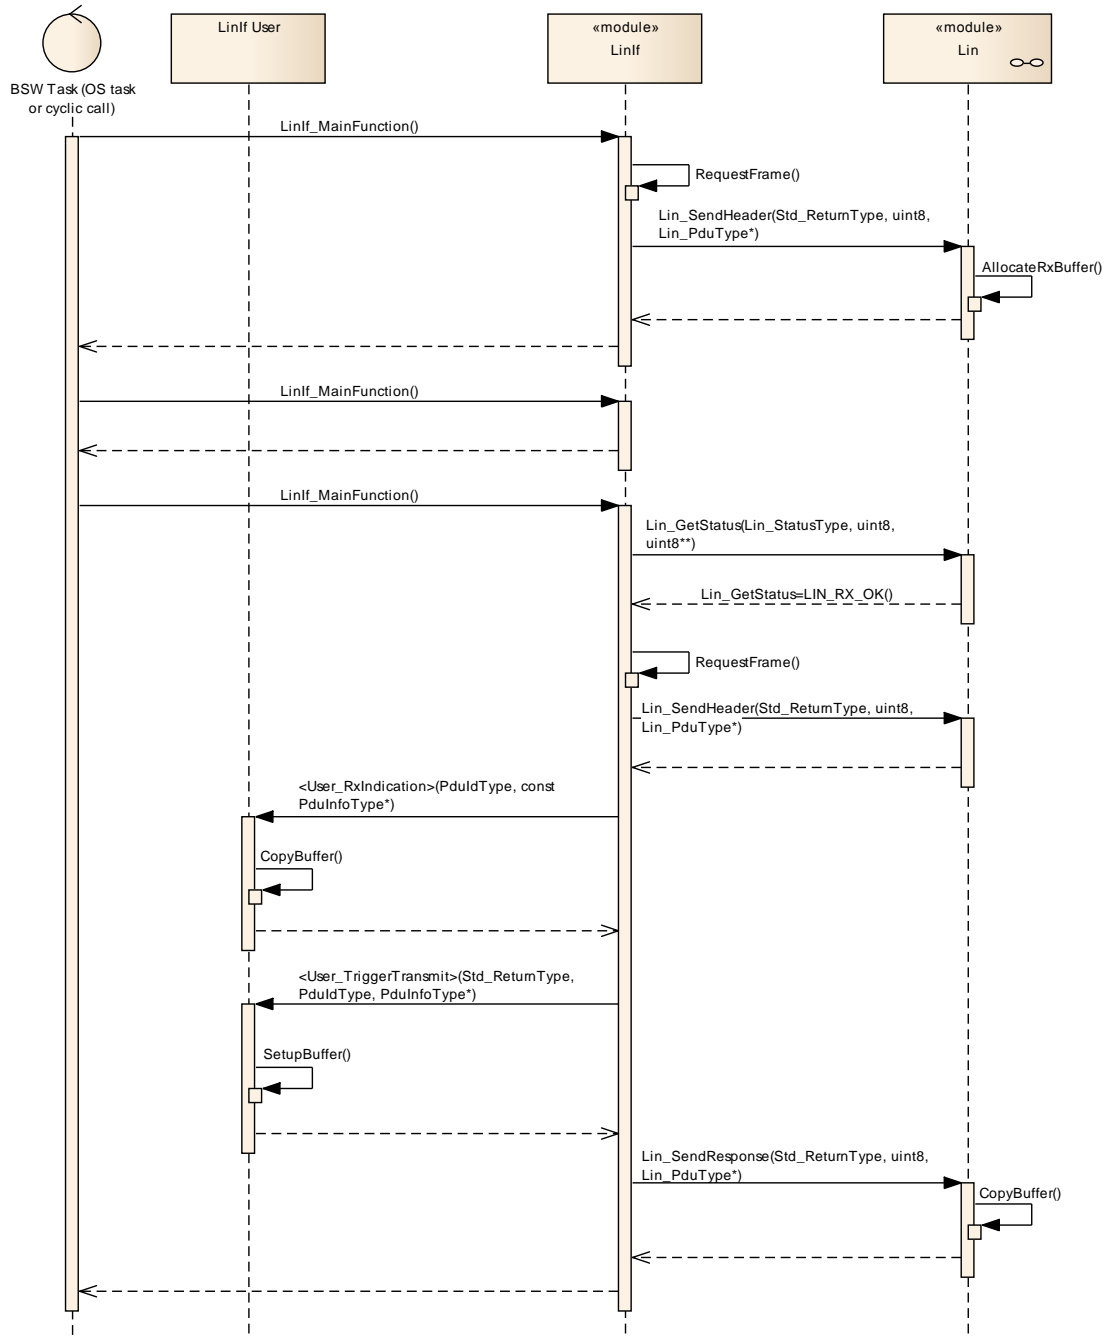 LinIf User
«module»
LinIf
«module»
Lin
BSW Task (OS task
or cyclic call)
LinIf_MainFunction()
RequestFrame()
Lin_SendHeader(Std_ReturnType, uint8,
Lin_PduType*)
AllocateRxBuffer()
LinIf_MainFunction()
LinIf_MainFunction()
Lin_GetStatus(Lin_StatusType, uint8,
uint8**)
Lin_GetStatus=LIN_RX_OK()
RequestFrame()
Lin_SendHeader(Std_ReturnType, uint8,
Lin_PduType*)
<User_RxIndication>(PduIdType, const
PduInfoType*)
CopyBuffer()
<User_TriggerTransmit>(Std_ReturnType,
PduIdType, PduInfoType*)
SetupBuffer()
Lin_SendResponse(Std_ReturnType, uint8,
Lin_PduType*)
CopyBuffer()